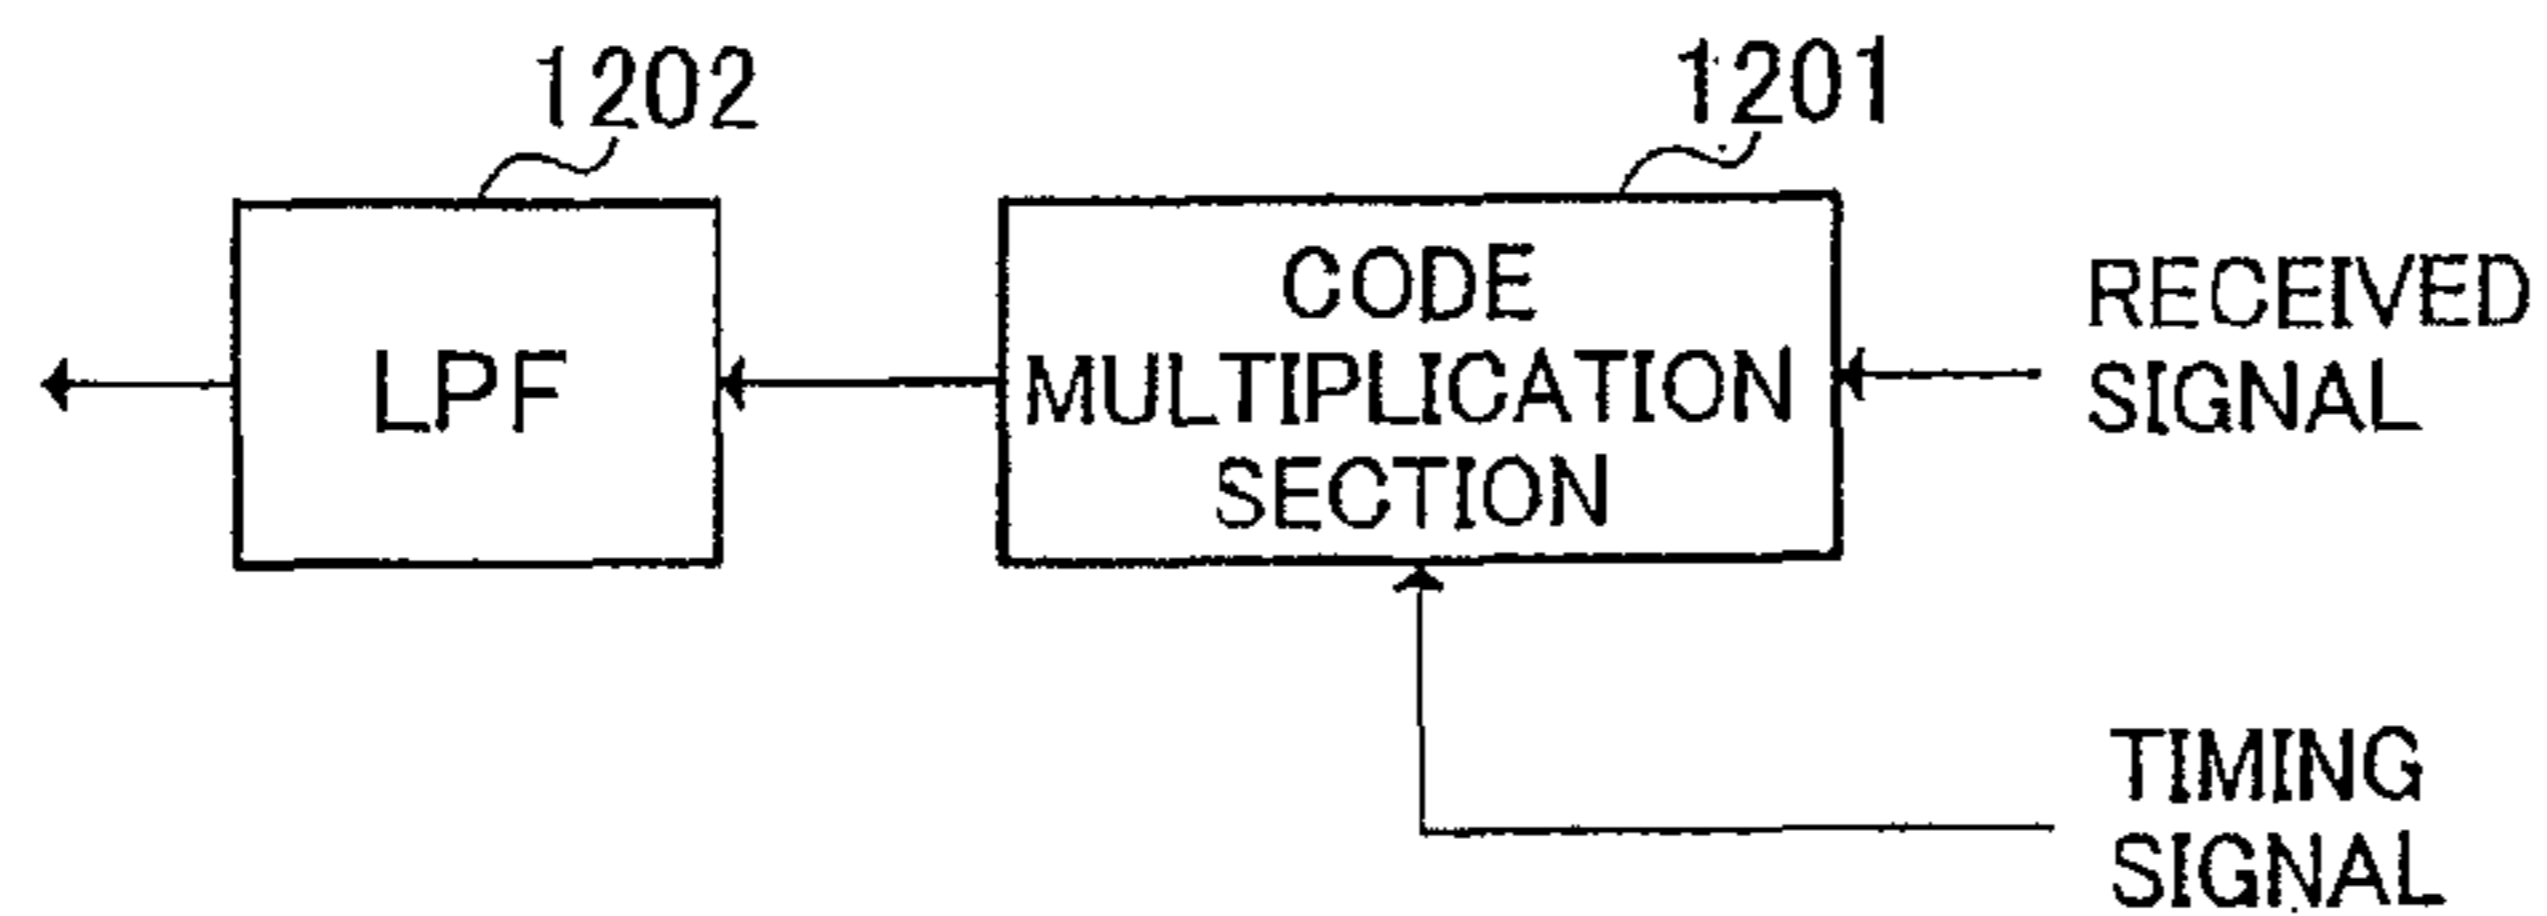 1202
1201
LPF
CODE
MULTIPLICATION
SECTION
RECEIVED
SIGNAL
TIMING
SIGNAL